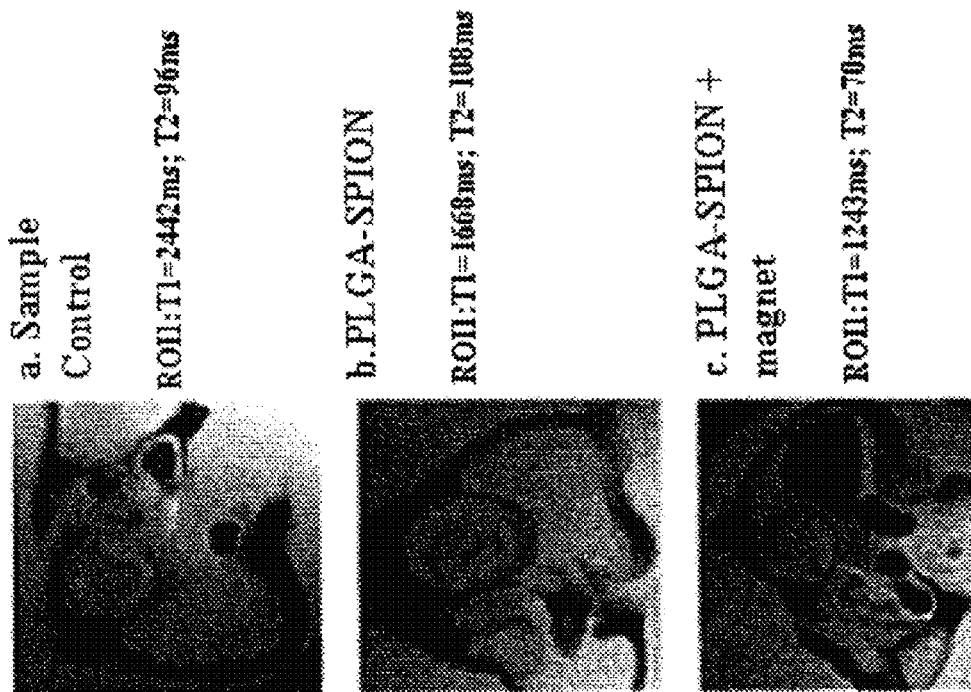 a. Sample
Control
ROI1:T1=2442ms; T2=96ms
b.PLGA-SPION
ROI1:T1=1668ms; T2=108ms
c. PLGA-SPION +
magnet
ROI1:T1=1243ms; T2=70ms